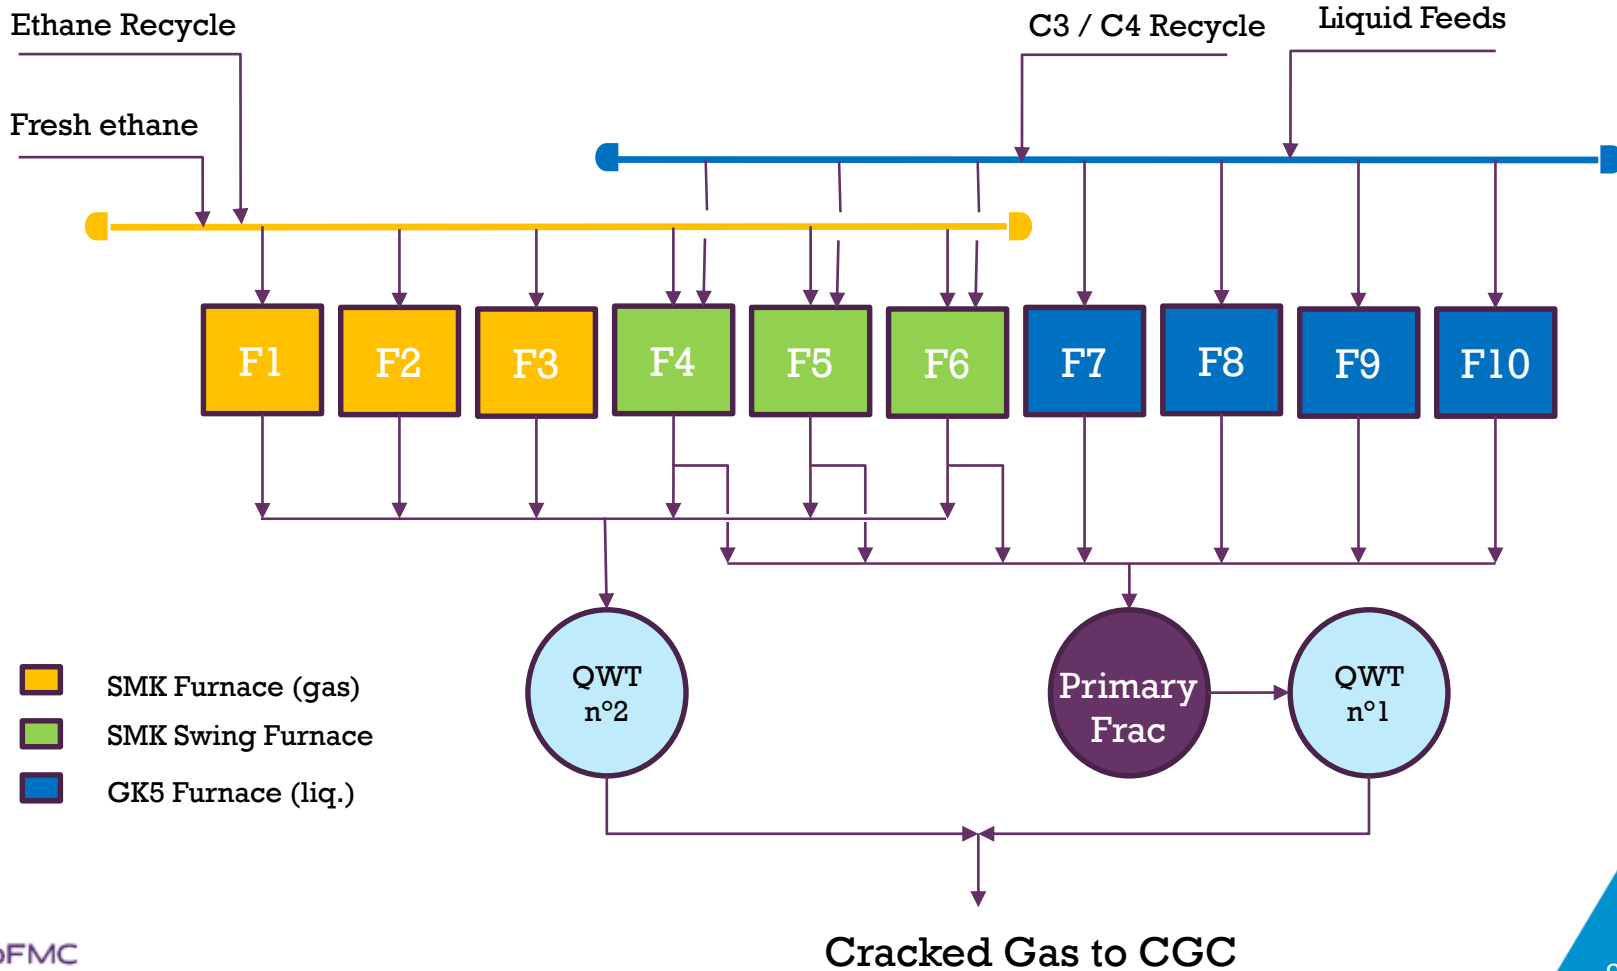 Ethane Recycle
C3 / C4 Recycle
Liquid Feeds
Fresh ethane
F1
F2
F3
F4
F5
F6
F7
F8
F9
F10
QWT
n°2
Primary
Frac
QWT
n°1
SMK Furnace (gas)
SMK Swing Furnace
GK5 Furnace (liq.)
Cracked Gas to CGC
pFMC